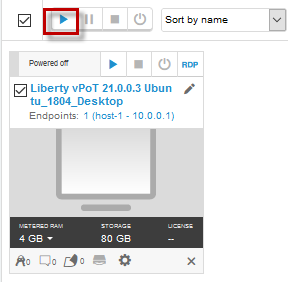 Sort by name
Powered off
RDP
Liberty vPoT 21.0.0.3 Ubun
tu_1804_Desktop
Endpoints: 1 (host-1 - 10.0.0.1)
METERED RAM STORAGE LICENSE
4 GB 80 GB --
0 0 0